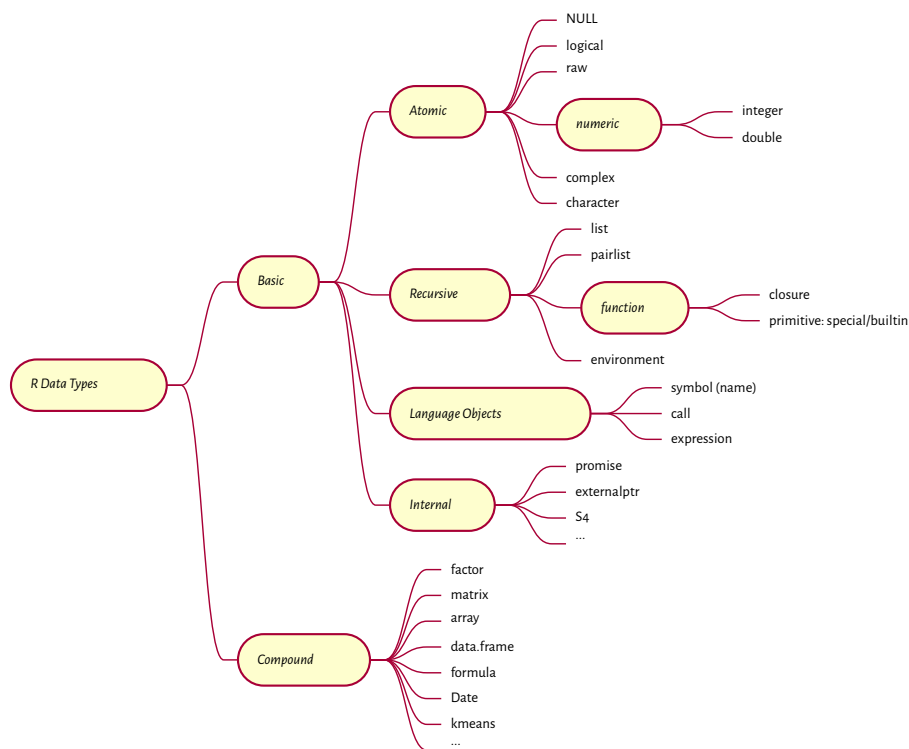 NULL
logical
raw
Atomic
numeric
integer
double
complex
character
list
pairlist
Basic
Recursive
function
closure
primitive: special/builtin
environment
R Data Types
Language Objects
symbol (name)
call
expression
Internal
promise
externalptr
S4
...
Compound
factor
matrix
array
data.frame
formula
Date
kmeans
...